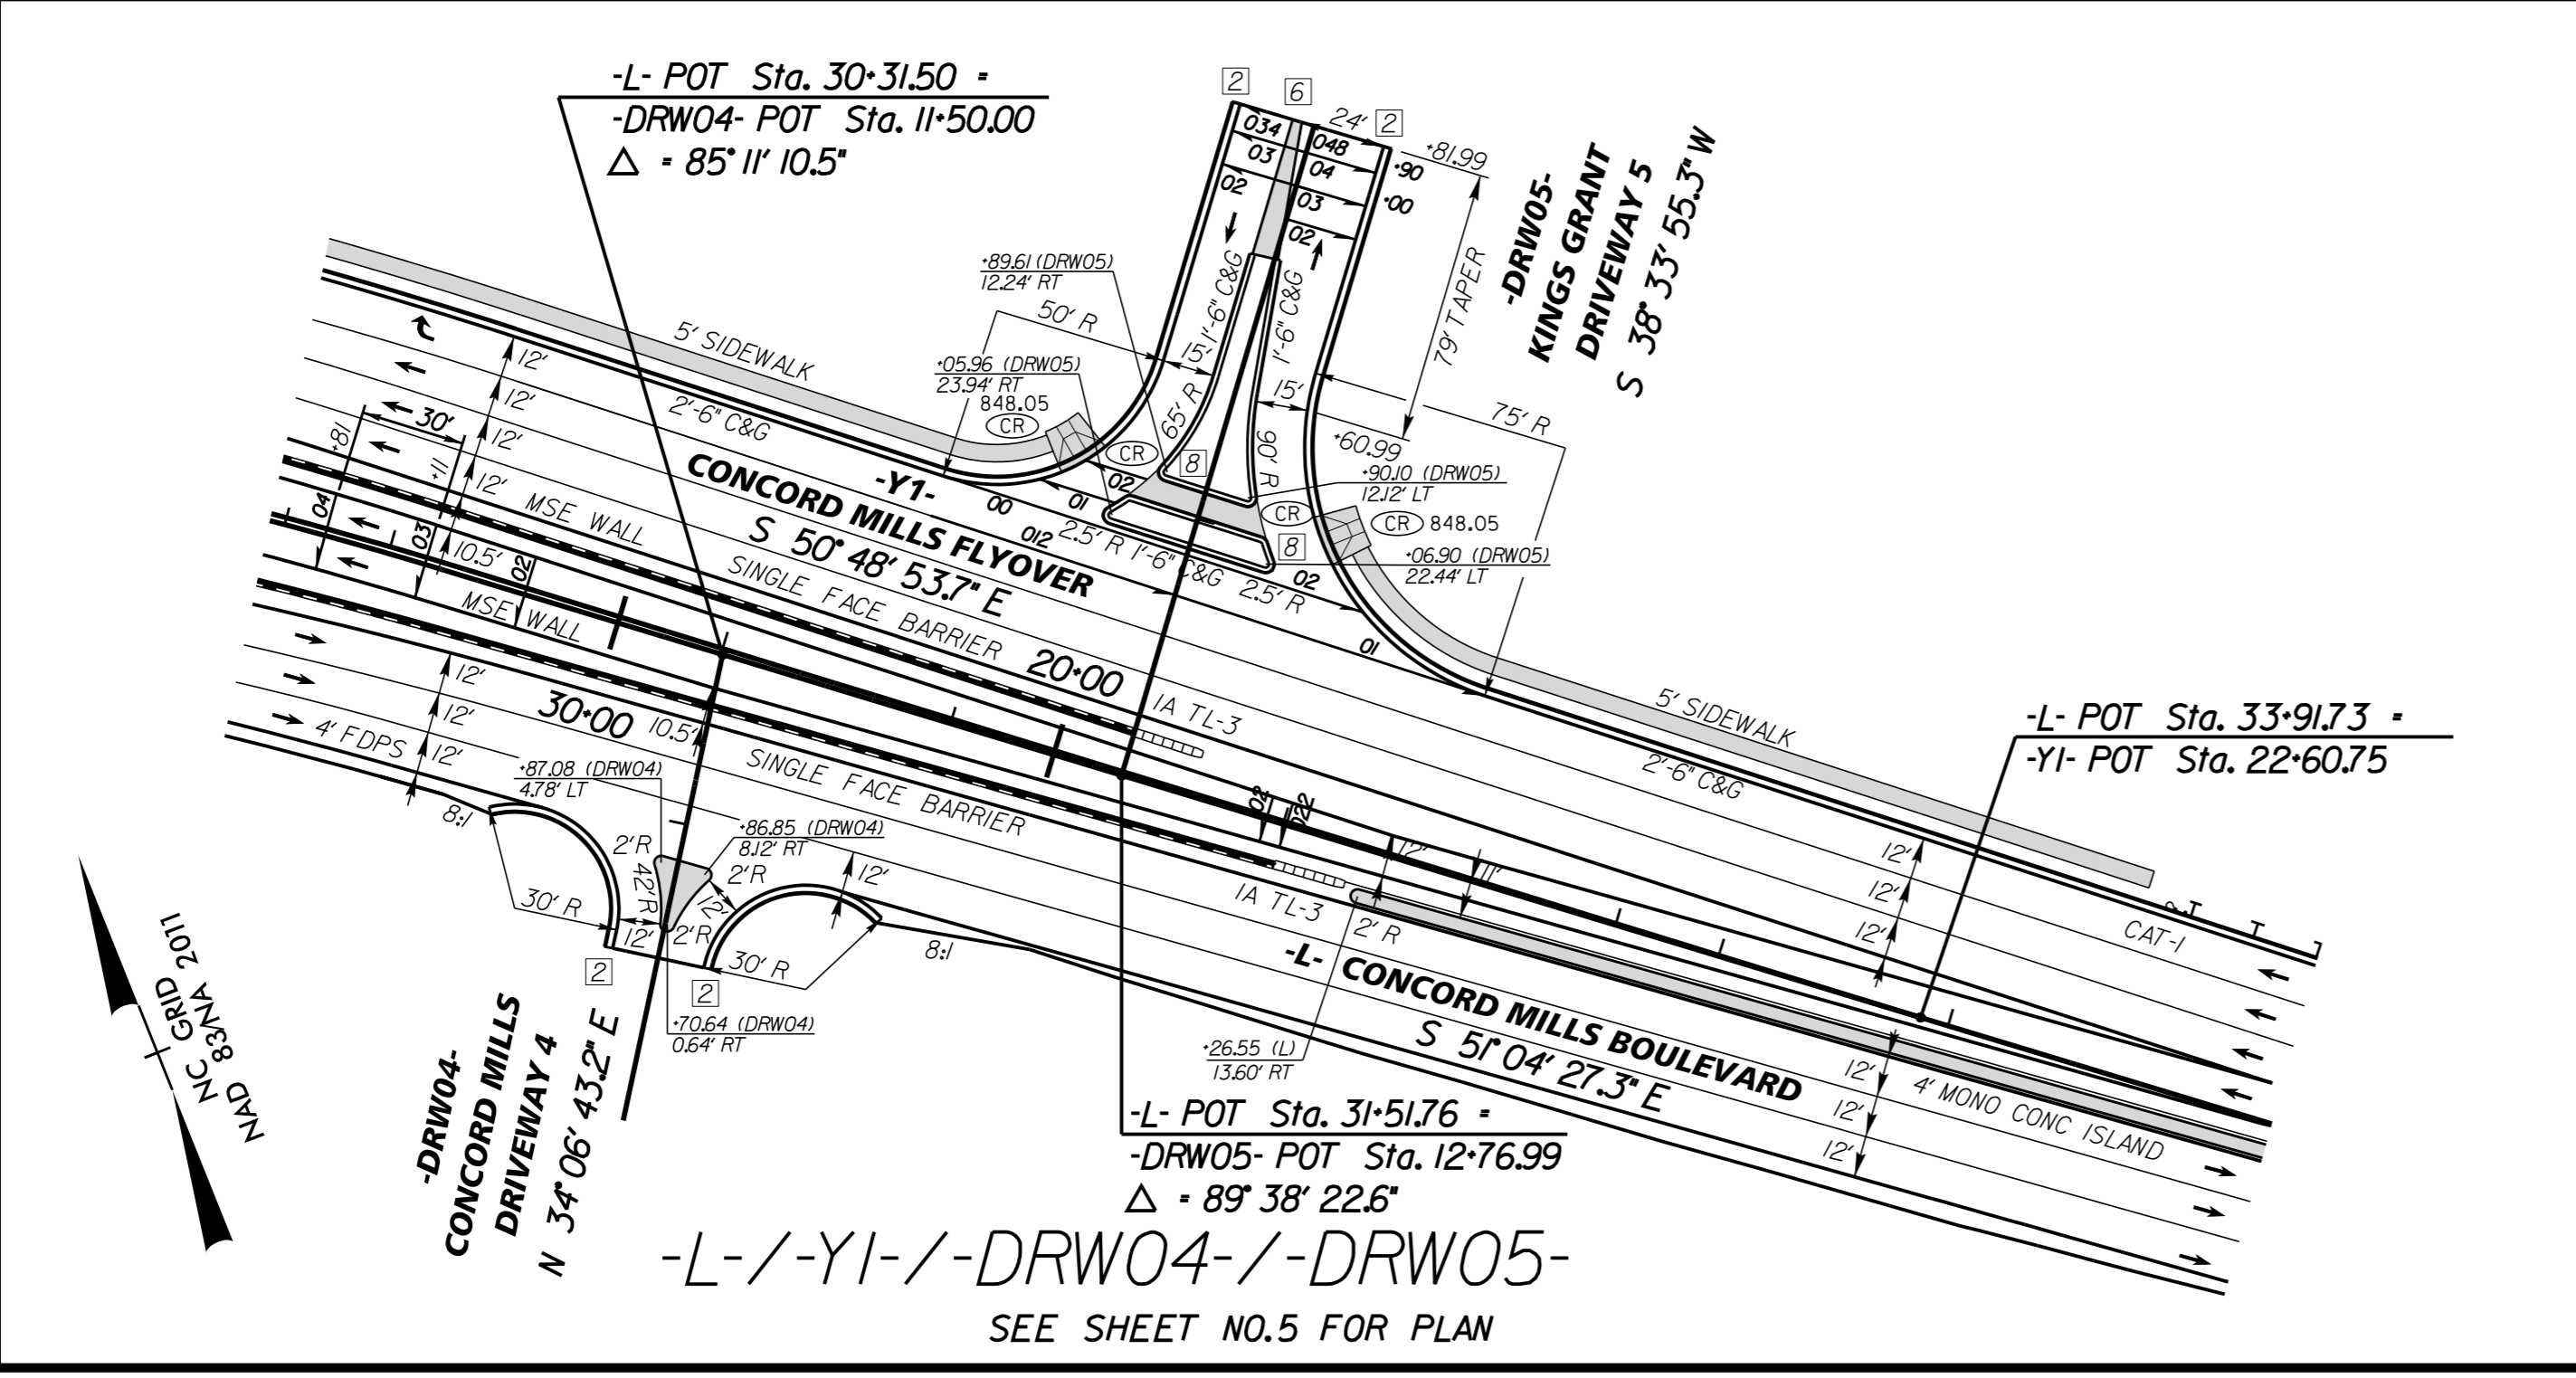 -L- POT Sta. 30+31.50 =
-DRW04- POT Sta. 11+50.00
△ = 85° 11' 10.5"
2
6
24'
2
034
048
03
04
02
03
02
+81.99
+90
+00
79' TAPER
-DRW05-
KINGS GRANT
DRIVEWAY 5
S 38° 33' 55.3" W
+89.61 (DRW05)
12.24' RT
50' R
15'
1'-6" C&G
1'-6" C&G
15'
+05.96 (DRW05)
23.94' RT
848.05
CR
CR
65' R
90' R
8
75' R
+60.99
+90.10 (DRW05)
12.12' LT
CR
CR 848.05
8
+06.90 (DRW05)
22.44' LT
5' SIDEWALK
2'-6" C&G
12'
12'
12'
12'
30'
+81
+11
04
03
02
10.5'
MSE WALL
-Y1-
CONCORD MILLS FLYOVER
S 50° 48' 53.7" E
00
01
02
012
2.5' R
1'-6" C&G
2.5' R
02
01
SINGLE FACE BARRIER
20+00
MSE WALL
1A TL-3
5' SIDEWALK
2'-6" C&G
-L- POT Sta. 33+91.73 =
-Y1- POT Sta. 22+60.75
12'
12'
12'
30+00
10.5'
4' FDPS
SINGLE FACE BARRIER
8:1
+87.08 (DRW04)
4.78' LT
+86.85 (DRW04)
8.12' RT
2' R
42' R
2' R
12'
12'
30' R
12'
2' R
30' R
8:1
2
2
+70.64 (DRW04)
0.64' RT
02
022
12'
11'
1A TL-3
2' R
12'
12'
12'
CAT-1
-L- CONCORD MILLS BOULEVARD
S 51° 04' 27.3" E
+26.55 (L)
13.60' RT
12'
12'
12'
4' MONO CONC ISLAND
NC GRID
NAD 83/NA 2011
-DRW04-
CONCORD MILLS
DRIVEWAY 4
N 34° 06' 43.2" E
-L- POT Sta. 31+51.76 =
-DRW05- POT Sta. 12+76.99
△ = 89° 38' 22.6"
-L-/-Y1-/-DRW04-/-DRW05-
SEE SHEET NO.5 FOR PLAN